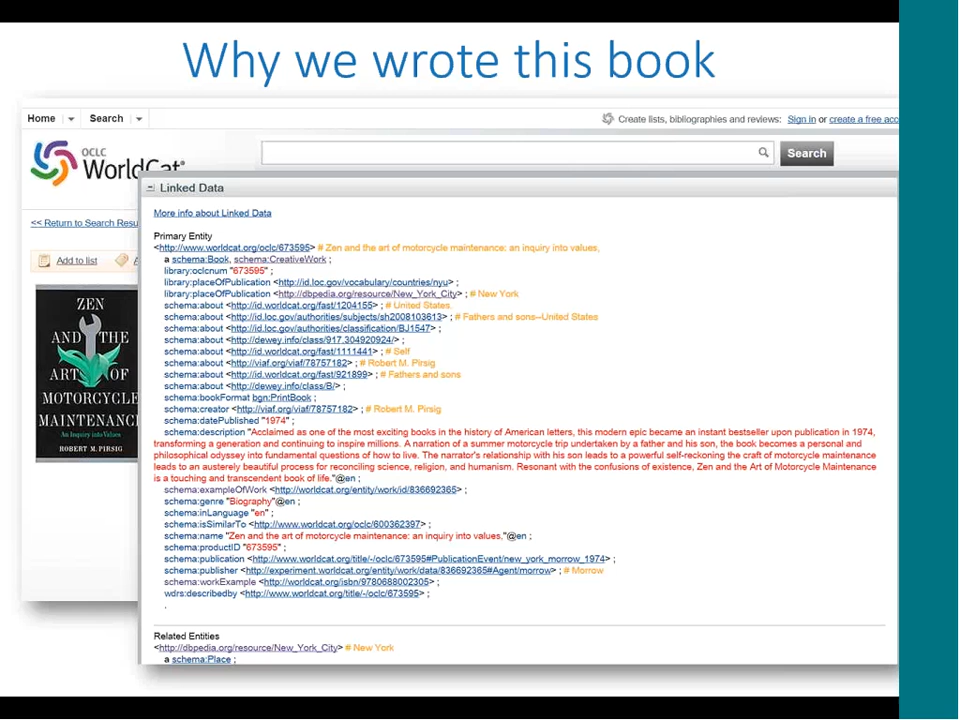 Why we wrote this book
Home Search
Create lists, bibliographies and reviews: Sign in or create a free
OCLC
WorldCat
Search
Linked Data
<< Return to Search
More info about Linked Data
Primary Entity
<http://www.worldcat.org/oclc/673595> # Zen and the art of motorcycle maintenance: an inquiry into values,
a schema:Book, schema:CreativeWork ;
library:oclcnum "673595" ;
library:placeOfPublication <http://id.loc.gov/vocabulary/countries/nyu> ;
library:placeOfPublication <http://dbpedia.org/resource/New_York_City> ; # New York
schema:about <http://id.worldcat.org/fast/1204155> ; # United States
schema:about <http://id.loc.gov/authorities/subjects/sh2008103613> ; # Fathers and sons--United States
schema:about <http://id.loc.gov/authorities/classification/BJ1547> ;
schema:about <http://dewey.info/class/917.304920924/> ;
schema:about <http://id.worldcat.org/fast/1111441> ; # Self
schema:about <http://viaf.org/viaf/78757182> ; # Robert M. Pirsig
schema:about <http://id.worldcat.org/fast/921899> ; # Fathers and sons
schema:about <http://dewey.info/class/B/> ;
schema:bookFormat bgn:PrintBook ;
schema:creator <http://viaf.org/viaf/78757182> ; # Robert M. Pirsig
schema:datePublished "1974" ;
schema:description "Acclaimed as one of the most exciting books in the history of American letters, this modern epic became an instant bestseller upon publication in 1974,
transforming a generation and continuing to inspire millions. A narration of a summer motorcycle trip undertaken by a father and his son, the book becomes a personal and
philosophical odyssey into fundamental questions of how to live. The narrator's relationship with his son leads to a powerful self-reckoning the craft of motorcycle maintenance
leads to an austerely beautiful process for reconciling science, religion, and humanism. Resonant with the confusions of existence, Zen and the Art of Motorcycle Maintenance
is a touching and transcendent book of life."@en ;
schema:exampleOfWork <http://worldcat.org/entity/work/id/836692365> ;
schema:genre "Biography"@en ;
schema:inLanguage "en" ;
schema:isSimilarTo <http://www.worldcat.org/oclc/600362397> ;
schema:name "Zen and the art of motorcycle maintenance: an inquiry into values,"@en ;
schema:productID "673595" ;
schema:publication <http://www.worldcat.org/title/-/oclc/673595#PublicationEvent/new_york_morrow_1974> ;
schema:publisher <http://experiment.worldcat.org/entity/work/data/836692365#Agent/morrow> ; # Morrow
schema:workExample <http://worldcat.org/isbn/9780688002305> ;
wdrs:describedby <http://www.worldcat.org/title/-/oclc/673595> ;
.
Related Entities
<http://dbpedia.org/resource/New_York_City> # New York
a schema:Place ;
Add to list
ZEN
AND THE
ART OF
MOTORCYCLE
MAINTENANCE
An Inquiry into Values
ROBERT M. PIRSIG